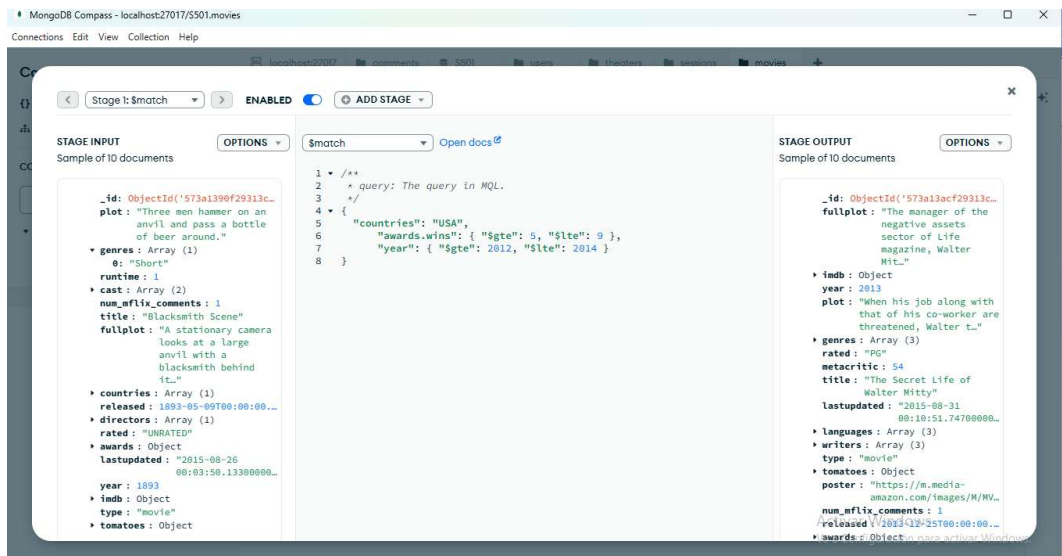 MongoDB Compass - localhost:27017/S501.movies
Connections Edit View Collection Help
localhost:27017 comments S501 users theaters sessions movies +
Stage 1: $match ENABLED ADD STAGE
STAGE INPUT OPTIONS
Sample of 10 documents
_id: ObjectId('573a1390f29313c…
plot : "Three men hammer on an
anvil and pass a bottle
of beer around."
genres : Array (1)
0: "Short"
runtime : 1
cast : Array (2)
num_mflix_comments : 1
title : "Blacksmith Scene"
fullplot : "A stationary camera
looks at a large
anvil with a
blacksmith behind
it…"
countries : Array (1)
released : 1893-05-09T00:00:00.…
directors : Array (1)
rated : "UNRATED"
awards : Object
lastupdated : "2015-08-26
00:03:50.13300000…
year : 1893
imdb : Object
type : "movie"
tomatoes : Object
$match Open docs
1 /**
2 * query: The query in MQL.
3 */
4 {
5 "countries": "USA",
6 "awards.wins": { "$gte": 5, "$lte": 9 },
7 "year": { "$gte": 2012, "$lte": 2014 }
8 }
STAGE OUTPUT OPTIONS
Sample of 10 documents
_id: ObjectId('573a13acf29313c…
fullplot : "The manager of the
negative assets
sector of Life
magazine, Walter
Mit…"
imdb : Object
year : 2013
plot : "When his job along with
that of his co-worker are
threatened, Walter t…"
genres : Array (3)
rated : "PG"
metacritic : 54
title : "The Secret Life of
Walter Mitty"
lastupdated : "2015-08-31
00:10:51.74700000…
languages : Array (3)
writers : Array (3)
type : "movie"
tomatoes : Object
poster : "https://m.media-
amazon.com/images/M/MV…
num_mflix_comments : 1
released : 2013-12-25T00:00:00.…
awards : Object
Activar Windows
para activar Windows